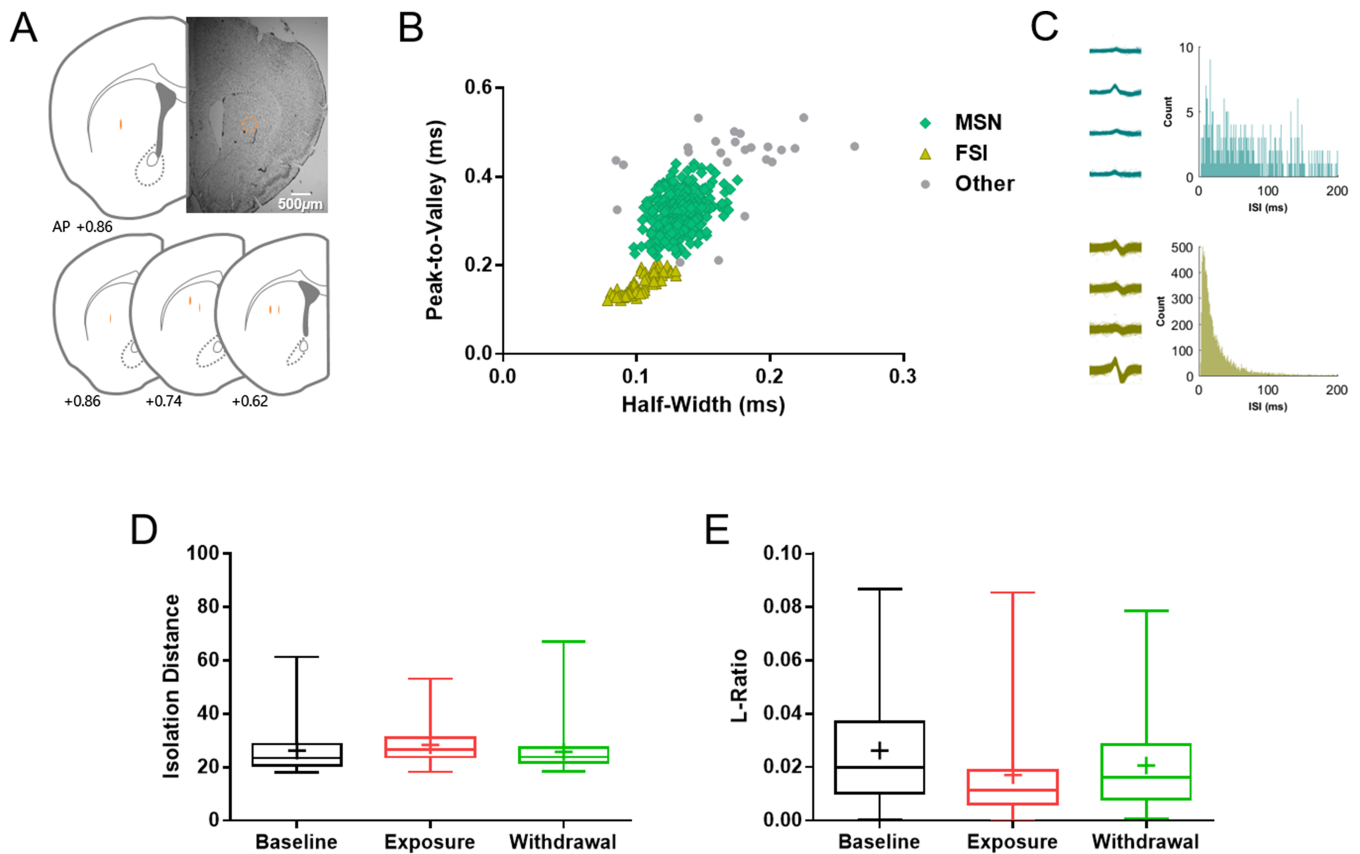 A
500µm
AP +0.86
+0.86
+0.74
+0.62
B
Peak-to-Valley (ms)
0.6
0.4
0.2
0.0
0.0 0.1 0.2 0.3
Half-Width (ms)
MSN
FSI
Other
C
Count
10
5
0
0 100 200
ISI (ms)
Count
500
400
300
200
100
0
0 100 200
ISI (ms)
D
Isolation Distance
100
80
60
40
20
0
Baseline Exposure Withdrawal
E
L-Ratio
0.10
0.08
0.06
0.04
0.02
0.00
Baseline Exposure Withdrawal